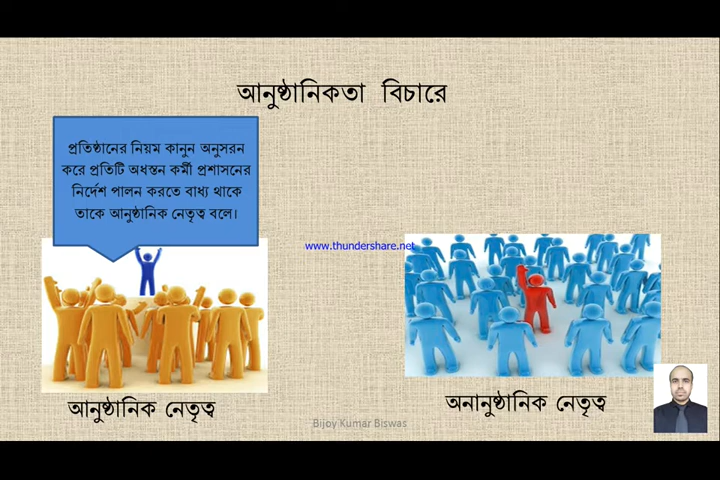 আনুষ্ঠানিকতা বিচারে
প্রতিষ্ঠানের নিয়ম কানুন অনুসরন
করে প্রতিটি অধস্তন কর্মী প্রশাসনের
নির্দেশ পালন করতে বাধ্য থাকে
তাকে আনুষ্ঠানিক নেতৃত্ব বলে।
www.thundershare.net
আনুষ্ঠানিক নেতৃত্ব
অনানুষ্ঠানিক নেতৃত্ব
Bijoy Kumar Biswas